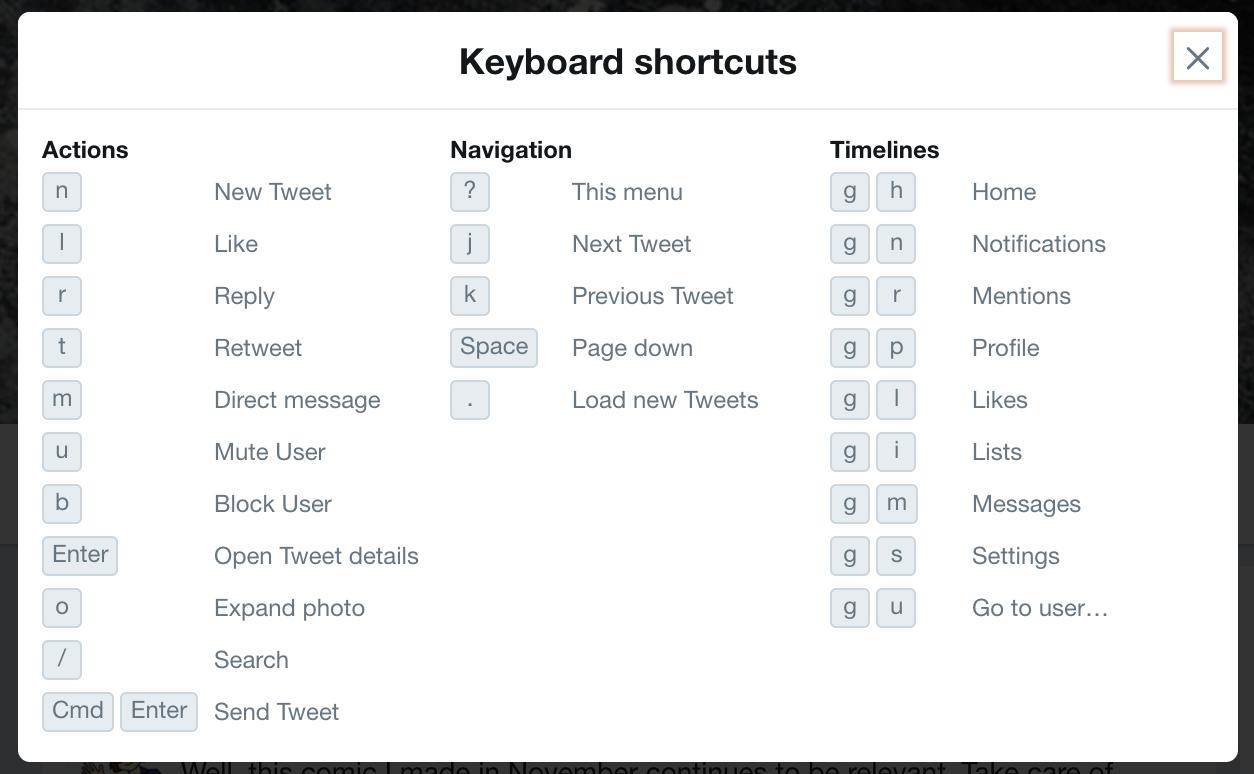 Keyboard shortcuts
Actions
n New Tweet
l Like
r Reply
t Retweet
m Direct message
u Mute User
b Block User
Enter Open Tweet details
o Expand photo
/ Search
Cmd Enter Send Tweet
Navigation
? This menu
j Next Tweet
k Previous Tweet
Space Page down
. Load new Tweets
Timelines
g h Home
g n Notifications
g r Mentions
g p Profile
g l Likes
g i Lists
g m Messages
g s Settings
g u Go to user…
Well, this comic I made in November continues to be relevant. Take care of